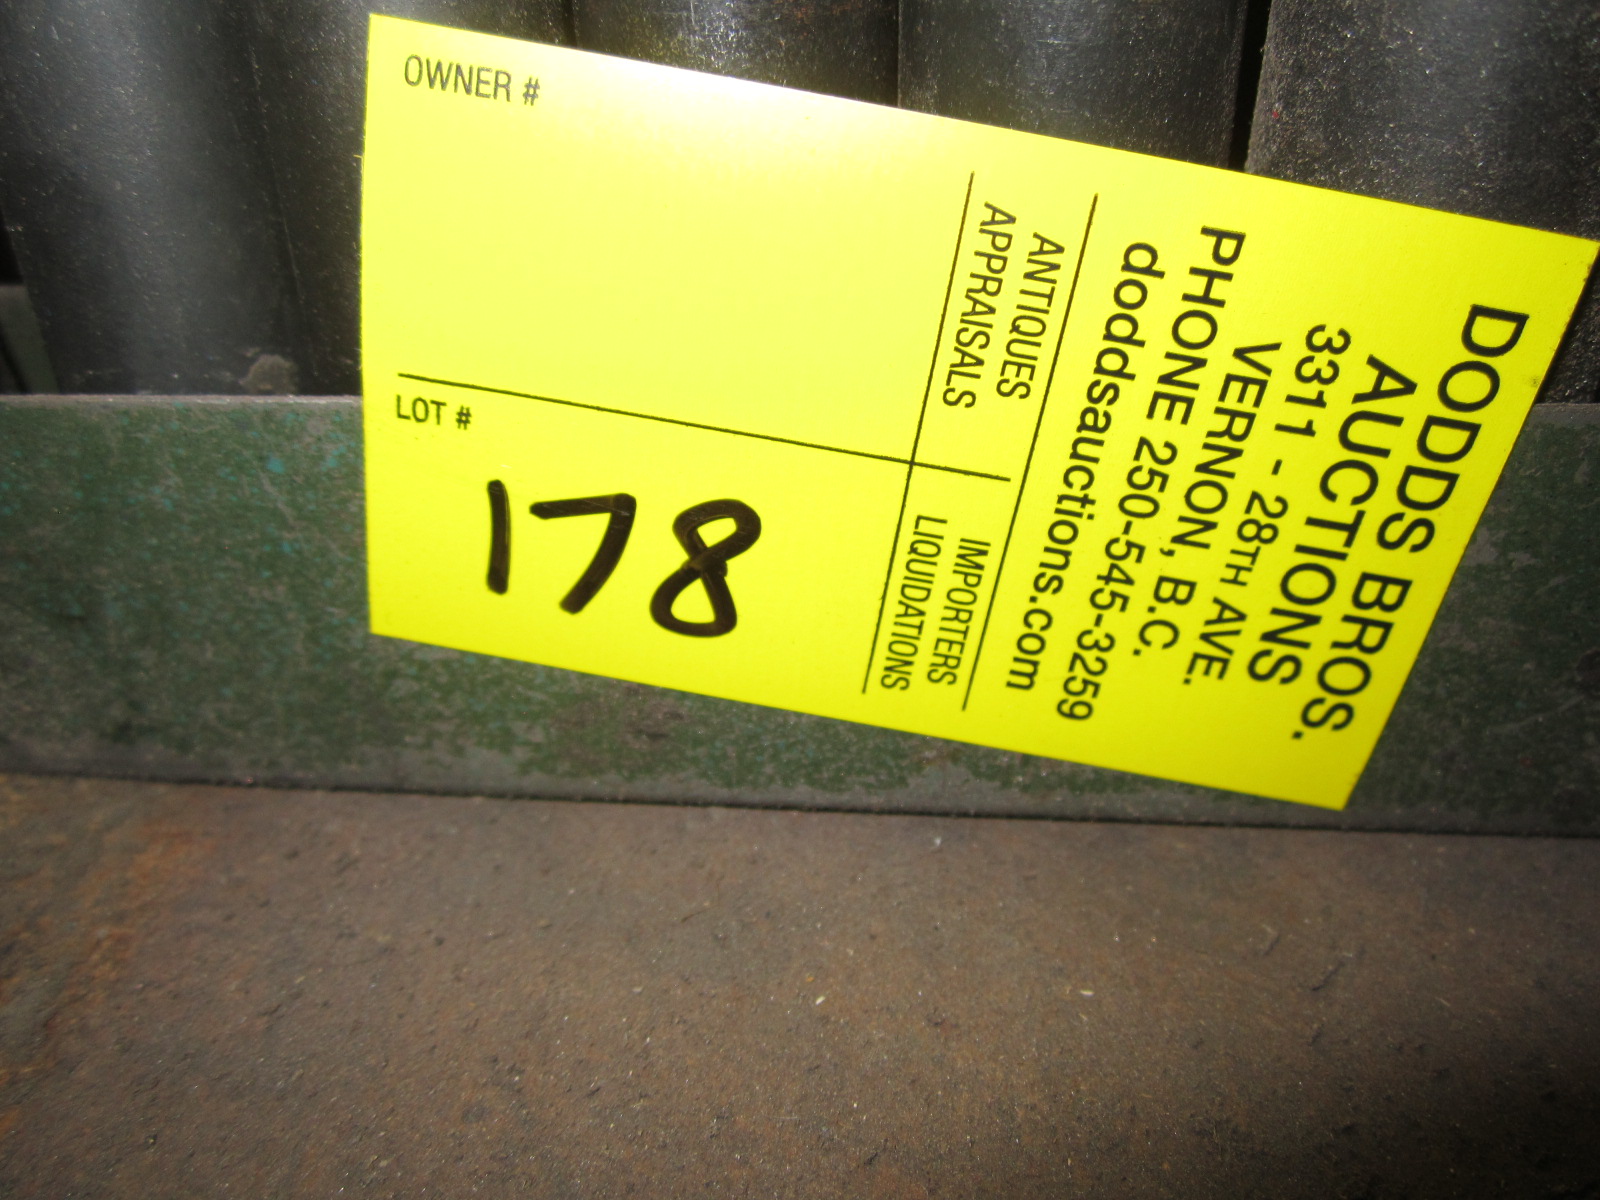 DODDS BROS.
AUCTIONS
3311 - 28TH AVE.
VERNON, B.C.
PHONE 250-545-3259
doddsauctions.com
ANTIQUES
APPRAISALS
IMPORTERS
LIQUIDATIONS
OWNER #
LOT #
178